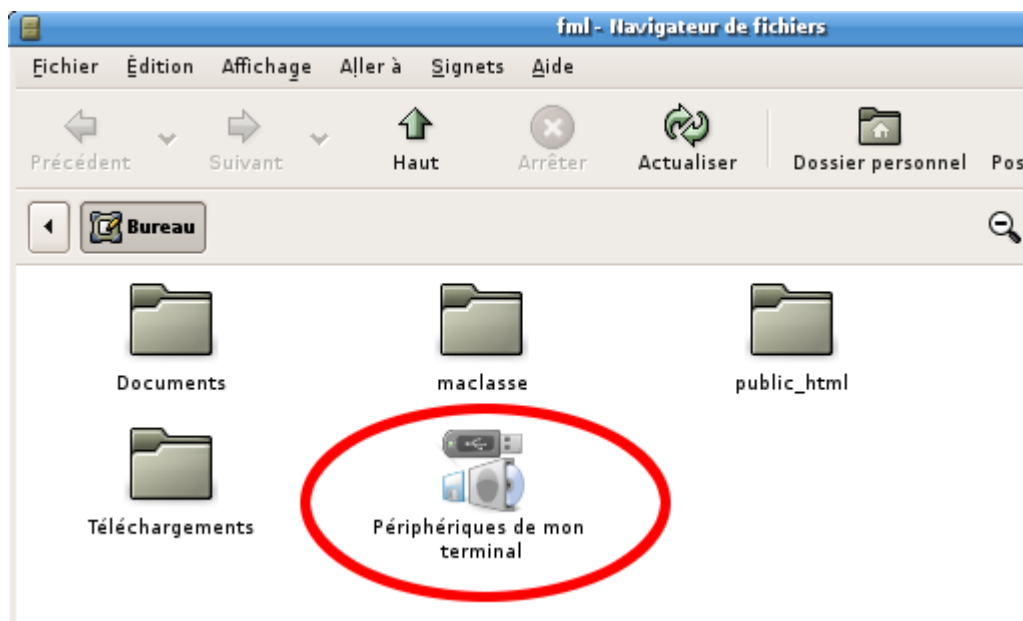 fml - Navigateur de fichiers
Fichier Édition Affichage Aller à Signets Aide
Précédent Suivant Haut Arrêter Actualiser Dossier personnel Pos
Bureau
Documents maclasse public_html
Téléchargements Périphériques de mon
terminal